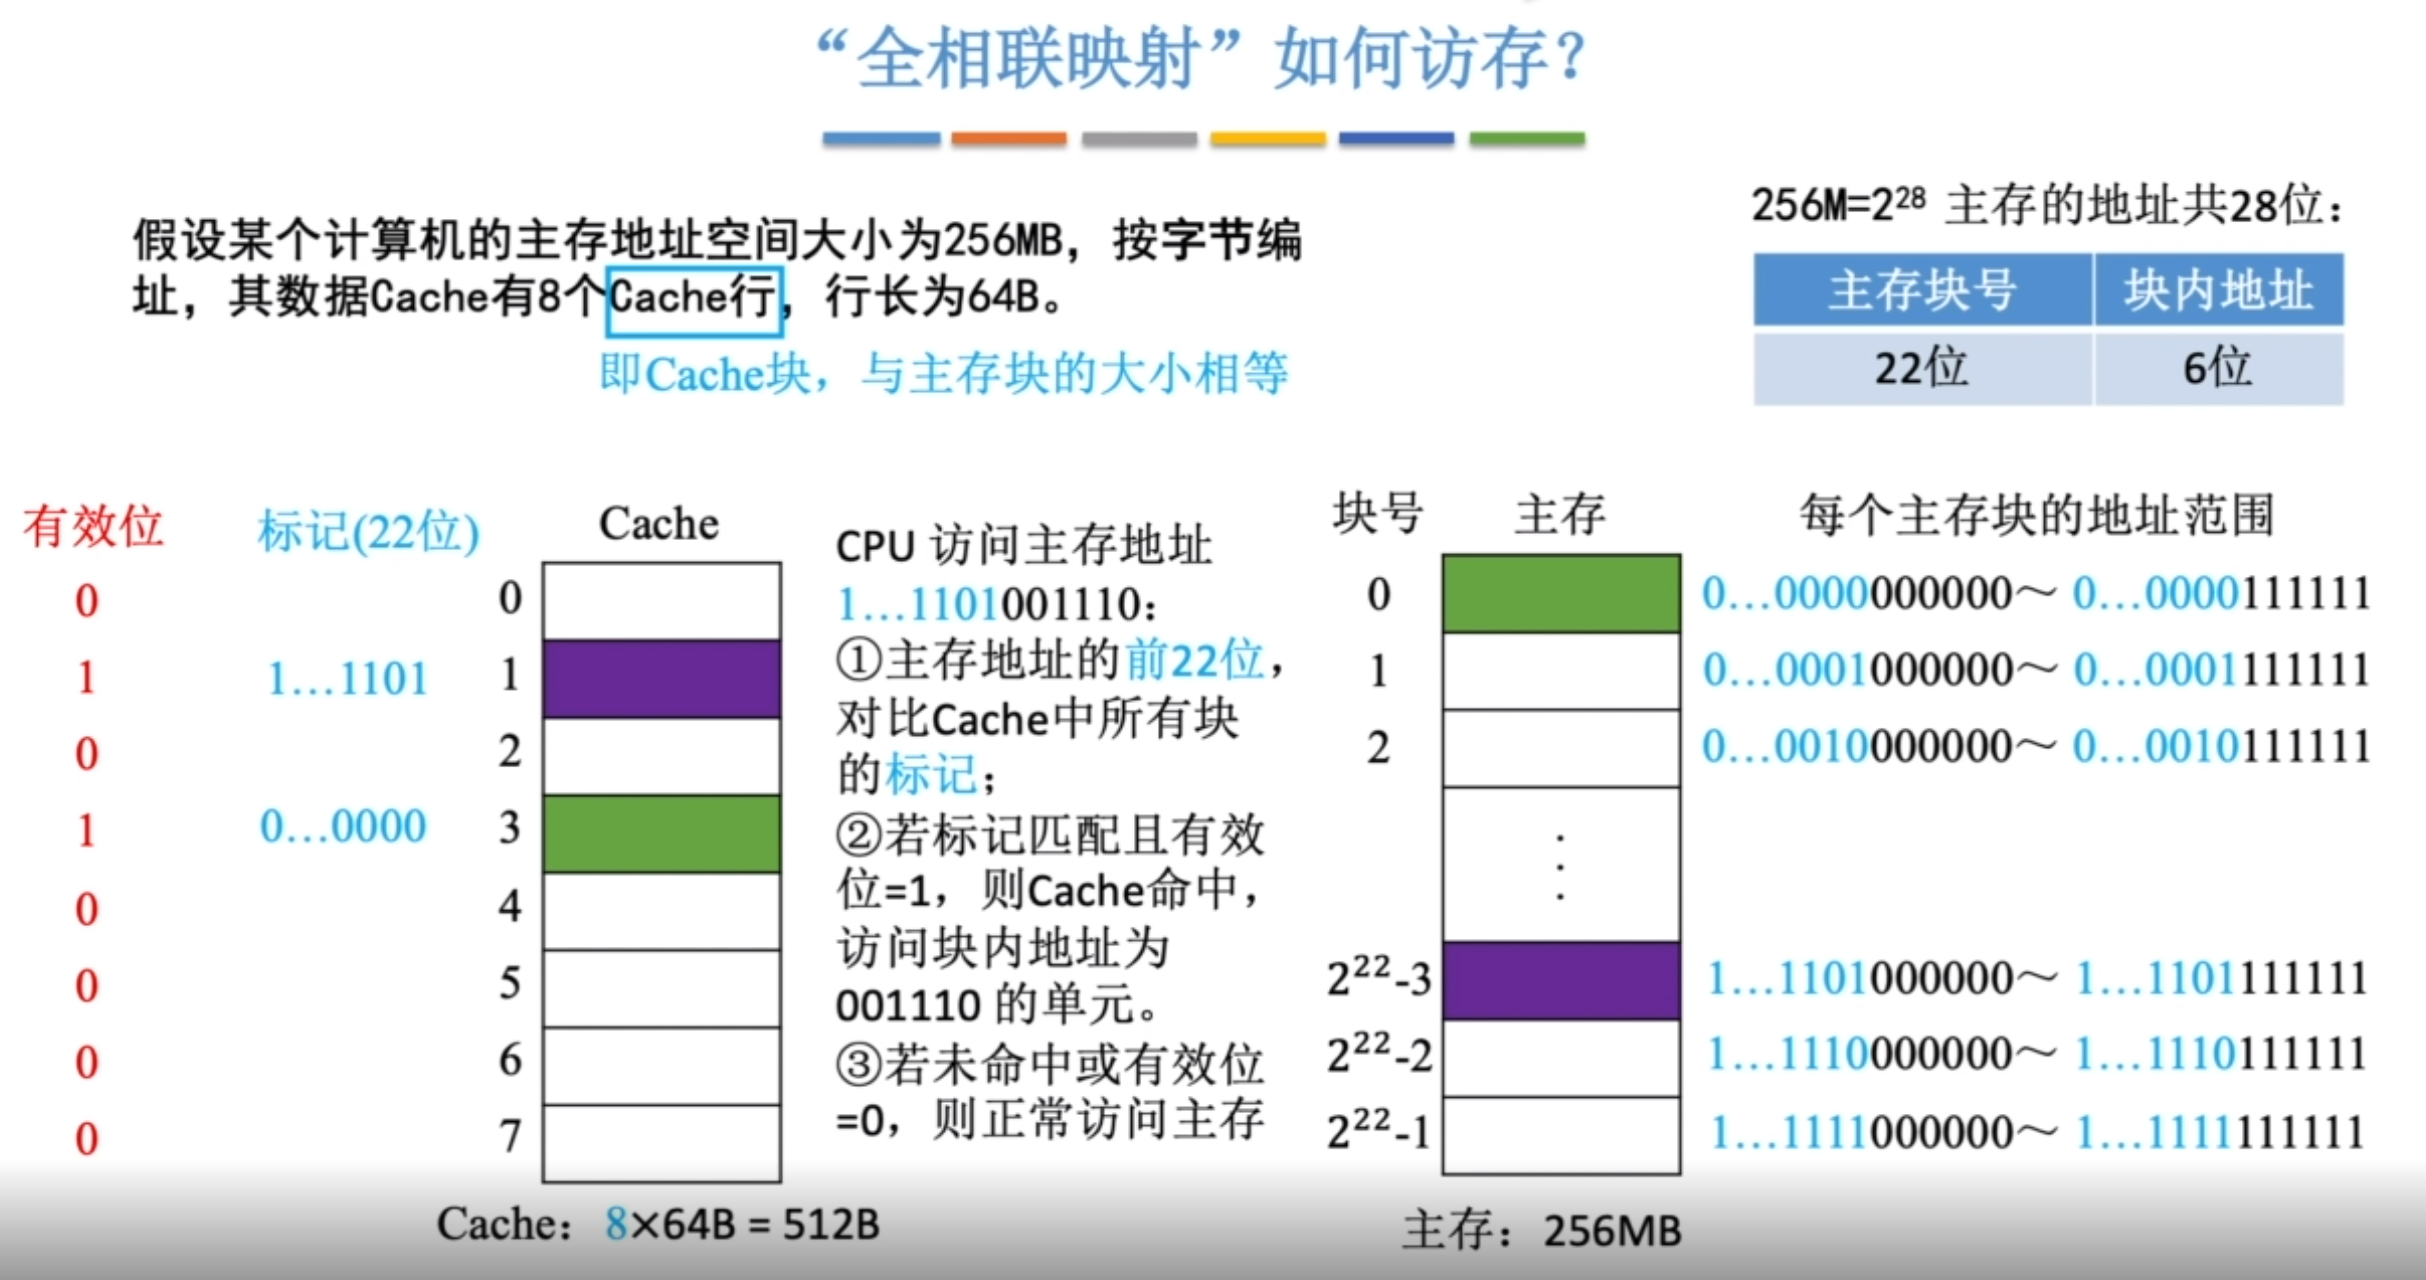 “全相联映射”如何访存?
假设某个计算机的主存地址空间大小为256MB，按字节编
址，其数据Cache有8个Cache行，行长为64B。
即Cache块，与主存块的大小相等
256M=2²⁸ 主存的地址共28位：
主存块号 块内地址
22位 6位
有效位 标记(22位) Cache
0 0
1 1…1101 1
0 2
1 0…0000 3
0 4
0 5
0 6
0 7
Cache：8×64B = 512B
CPU 访问主存地址
1…1101001110：
①主存地址的前22位，
对比Cache中所有块
的标记；
②若标记匹配且有效
位=1，则Cache命中，
访问块内地址为
001110 的单元。
③若未命中或有效位
=0，则正常访问主存
块号 主存 每个主存块的地址范围
0 0…0000000000～ 0…0000111111
1 0…0001000000～ 0…0001111111
2 0…0010000000～ 0…0010111111
⋮
2²²-3 1…1101000000～ 1…1101111111
2²²-2 1…1110000000～ 1…1110111111
2²²-1 1…1111000000～ 1…1111111111
主存：256MB